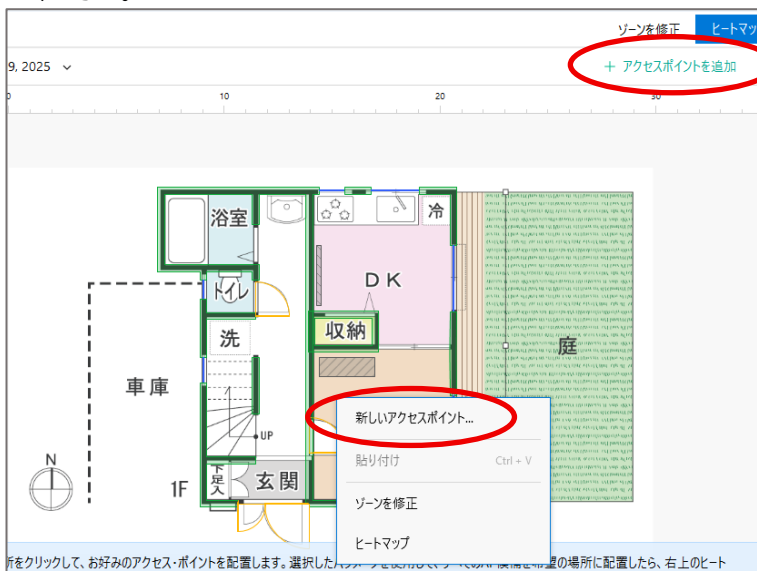 ゾーンを修正 ヒートマッ
9, 2025
+ アクセスポイントを追加
10 20 30
浴室
冷
トイレ
DK
洗
収納
庭
車庫
新しいアクセスポイント...
UP
貼り付け Ctrl + V
N
1F
下足入
玄関
ゾーンを修正
ヒートマップ
所をクリックして、お好みのアクセス・ポイントを配置します。選択した
望の場所に配置したら、右上のヒート